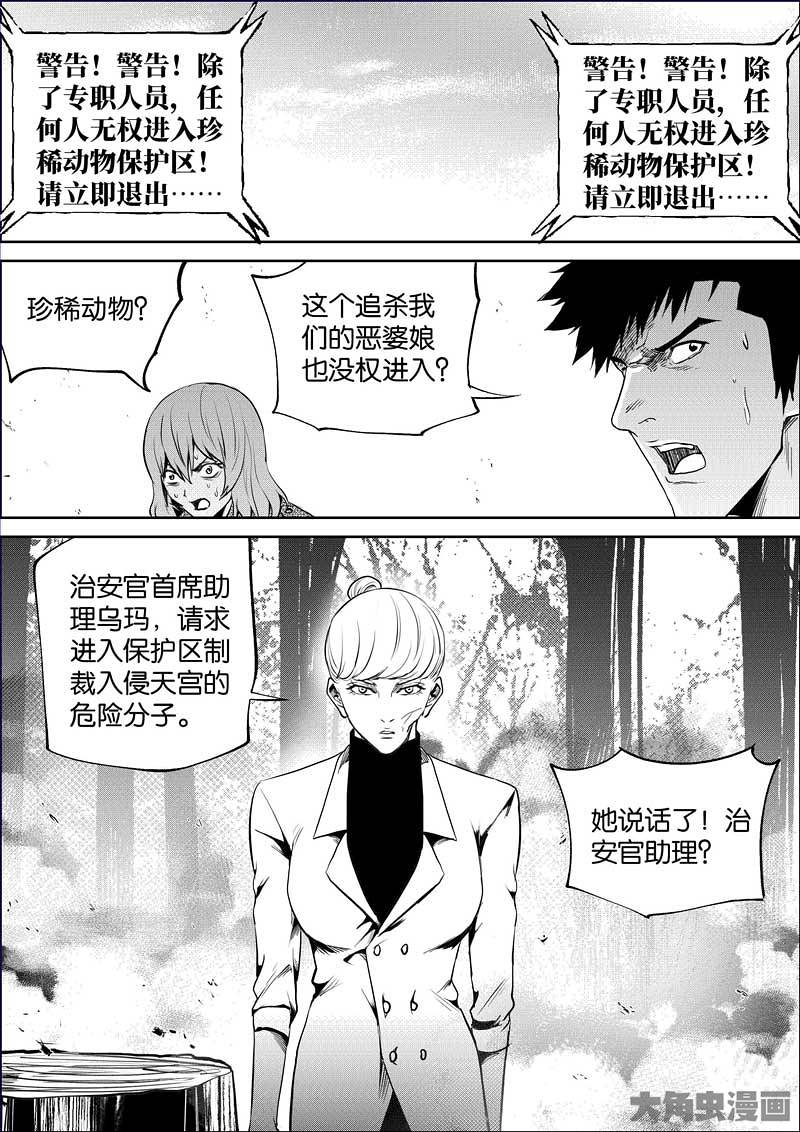 警告！警告！除
了专职人员，任
何人无权进入珍
稀动物保护区！
请立即退出……
警告！警告！除
了专职人员，任
何人无权进入珍
稀动物保护区！
请立即退出……
珍稀动物？
这个追杀我
们的恶婆娘
也没权进入？
治安官首席助
理乌玛，请求
进入保护区制
裁入侵天宫的
危险分子。
她说话了！治
安官助理？
大角虫漫画